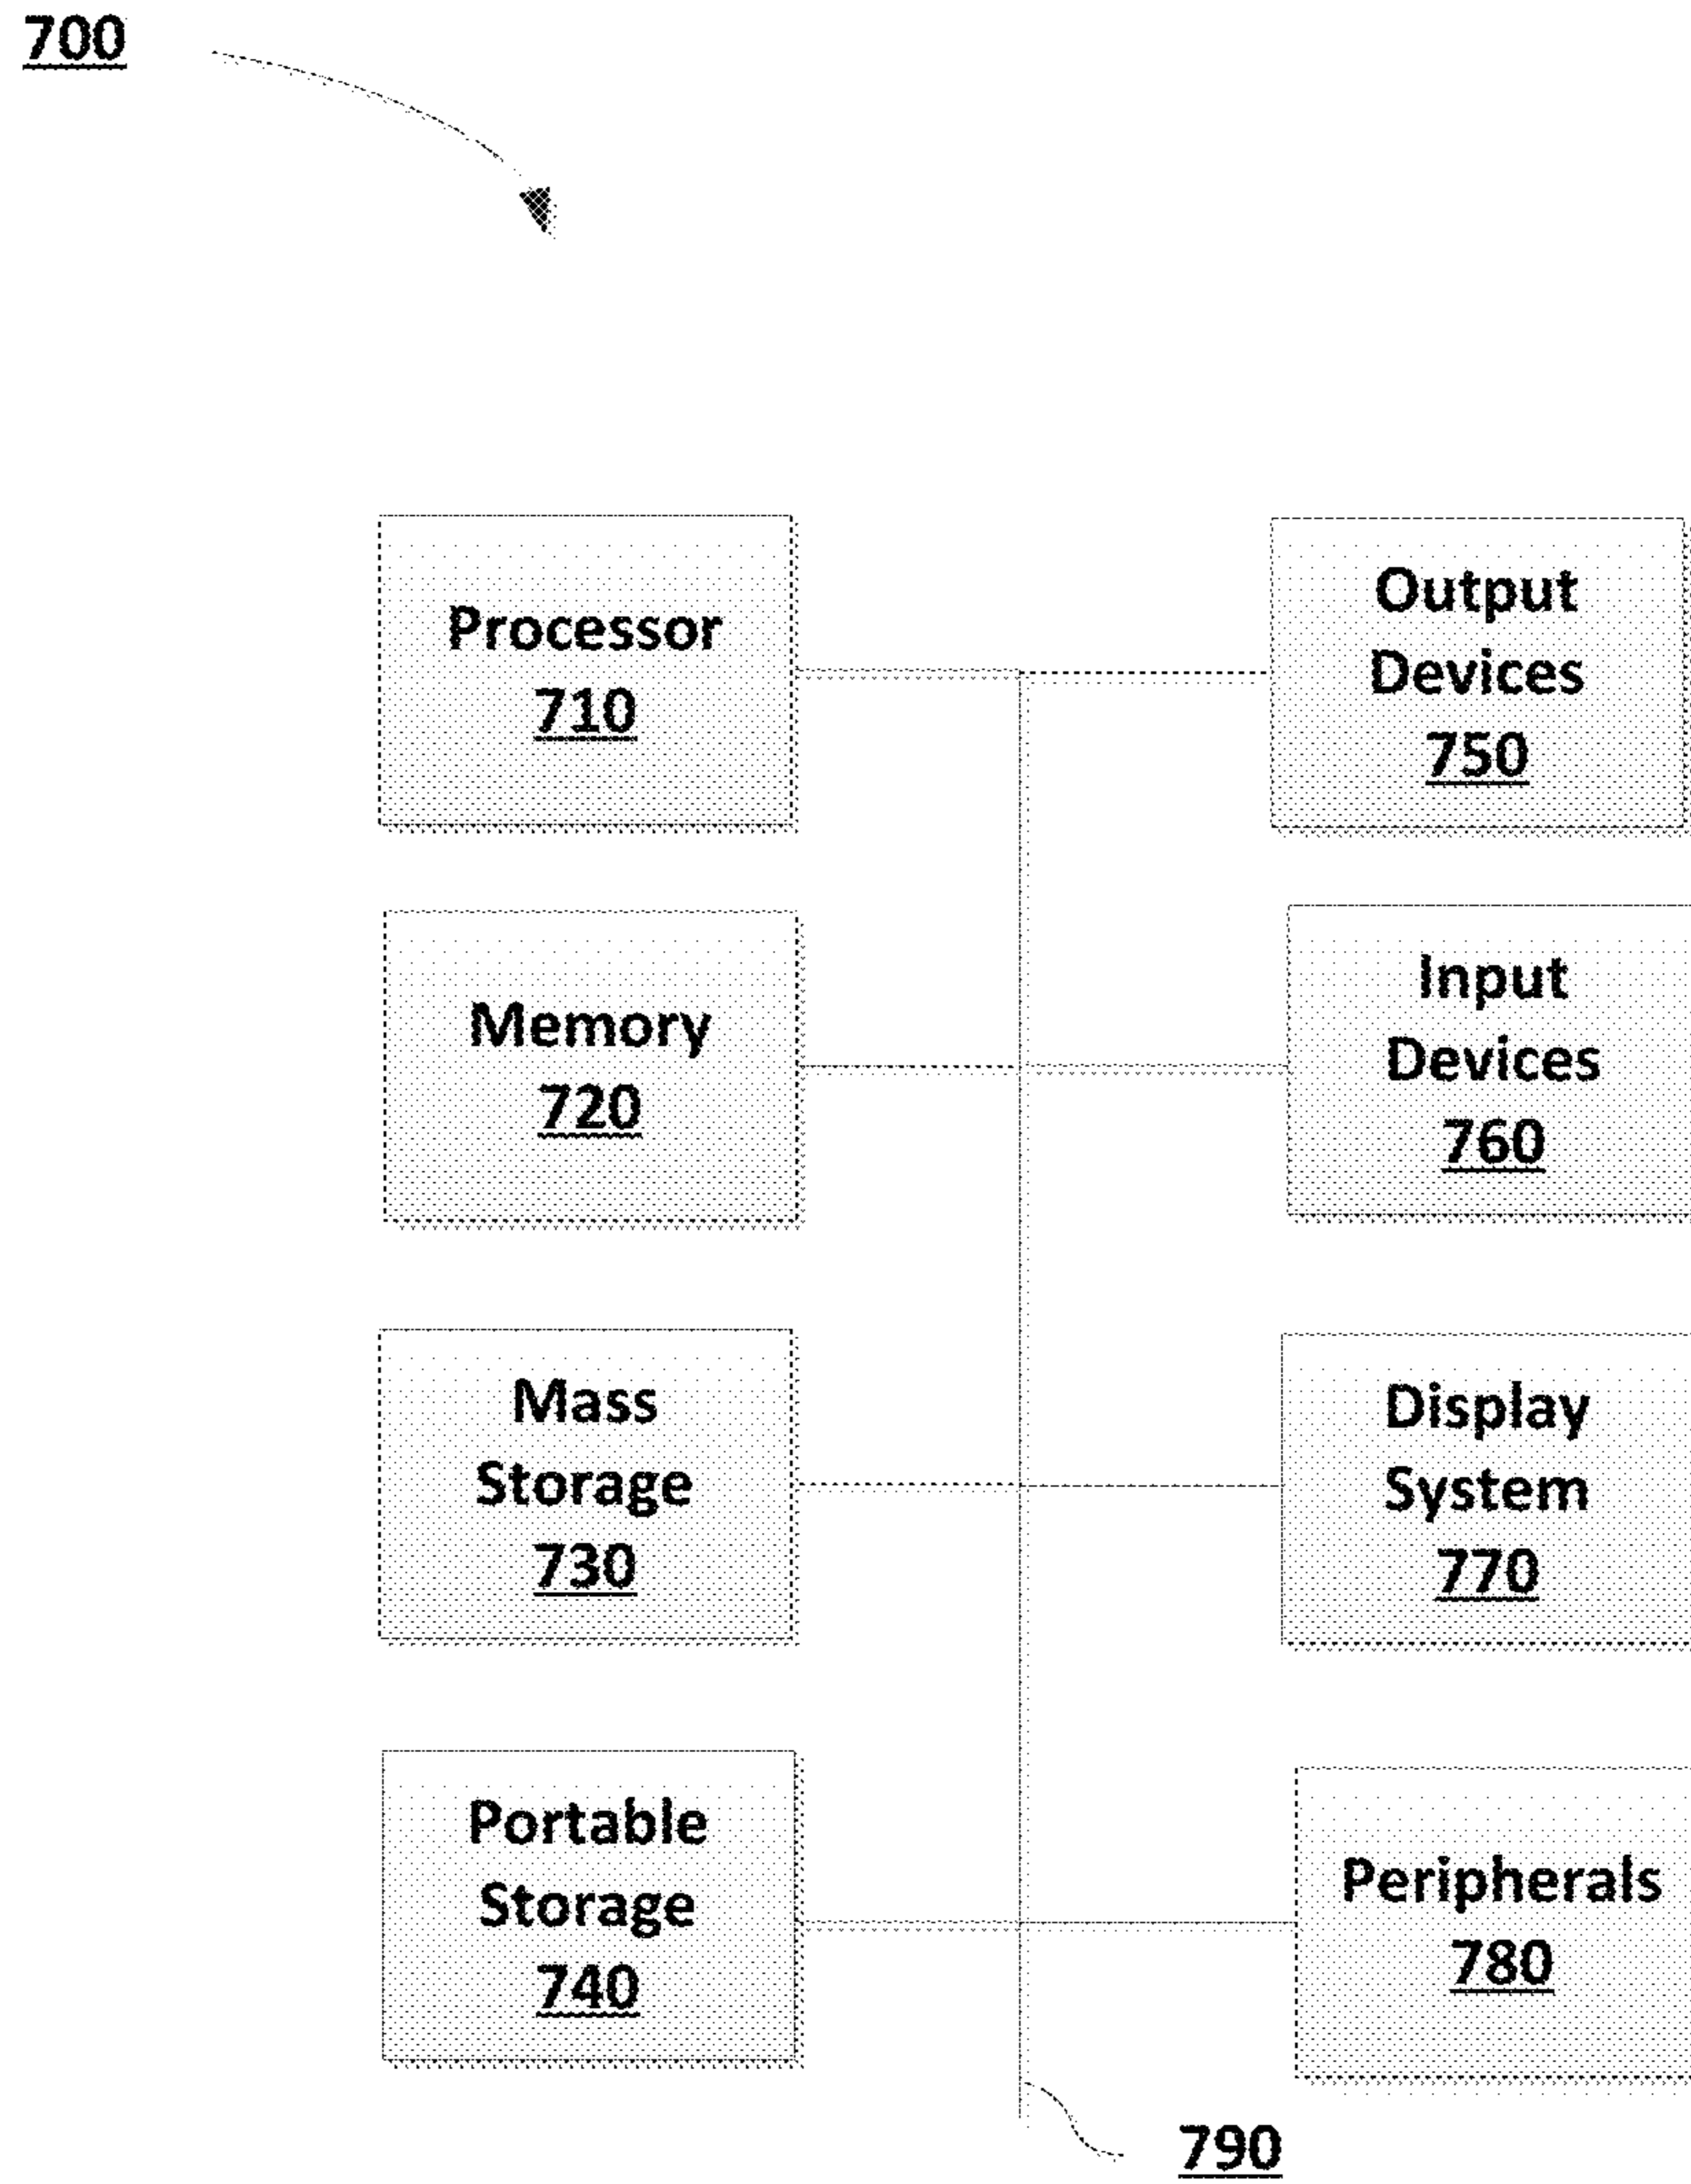 700
Processor
710
Output
Devices
750
Memory
720
Input
Devices
760
Mass
Storage
730
Display
System
770
Portable
Storage
740
Peripherals
780
790